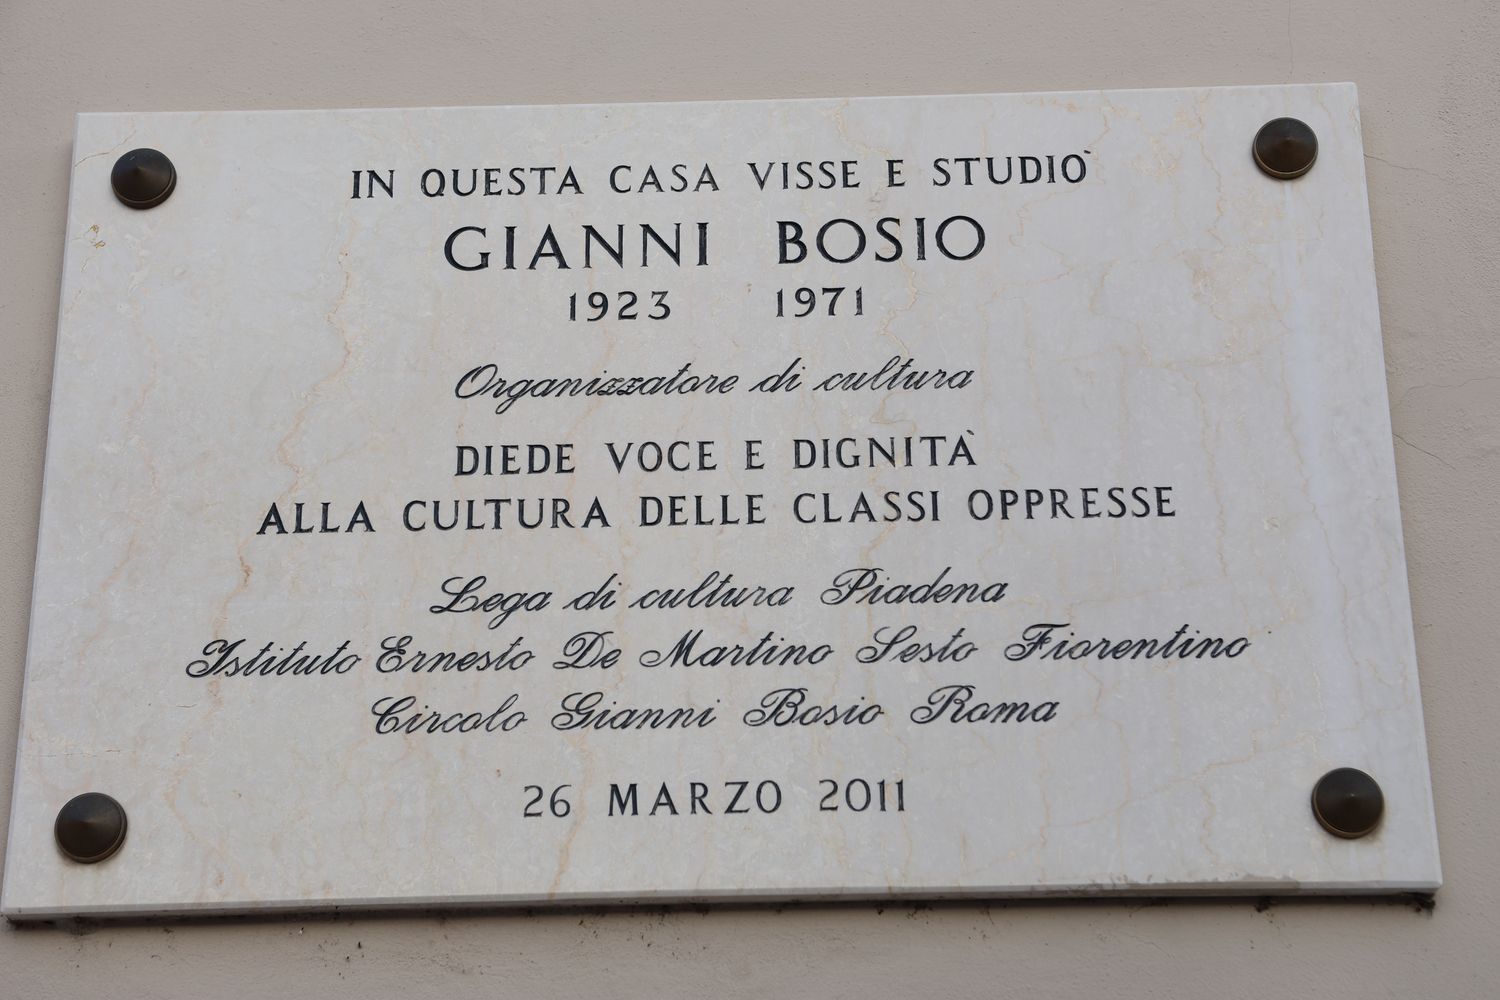 IN QUESTA CASA VISSE E STUDIÒ
GIANNI BOSIO
1923 1971
Organizzatore di cultura
DIEDE VOCE E DIGNITÀ
ALLA CULTURA DELLE CLASSI OPPRESSE
Lega di cultura Piadena
Istituto Ernesto De Martino Sesto Fiorentino
Circolo Gianni Bosio Roma
26 MARZO 2011